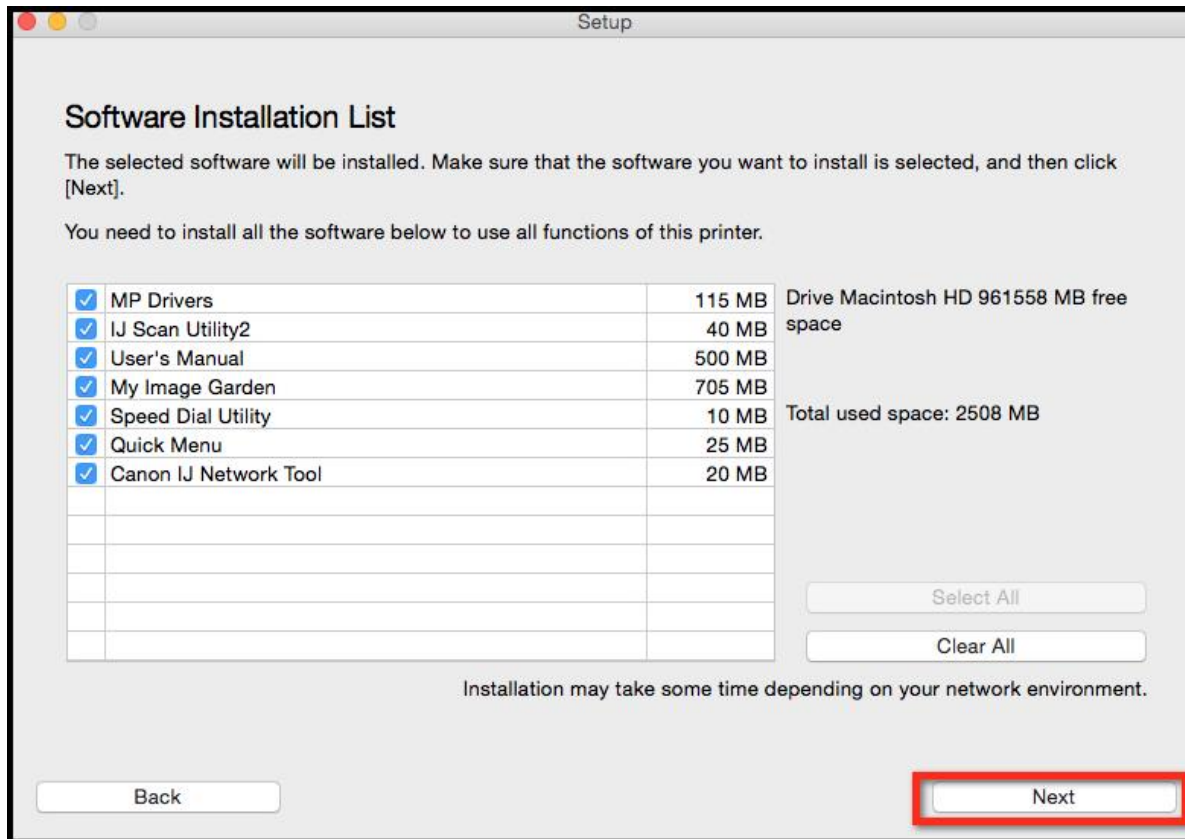 Setup
Software Installation List
The selected software will be installed. Make sure that the software you want to install is selected, and then click
[Next].
You need to install all the software below to use all functions of this printer.
MP Drivers 115 MB
Drive Macintosh HD 961558 MB free
space
IJ Scan Utility2 40 MB
User's Manual 500 MB
My Image Garden 705 MB
Speed Dial Utility 10 MB
Total used space: 2508 MB
Quick Menu 25 MB
Canon IJ Network Tool 20 MB
Select All
Clear All
Installation may take some time depending on your network environment.
Back
Next